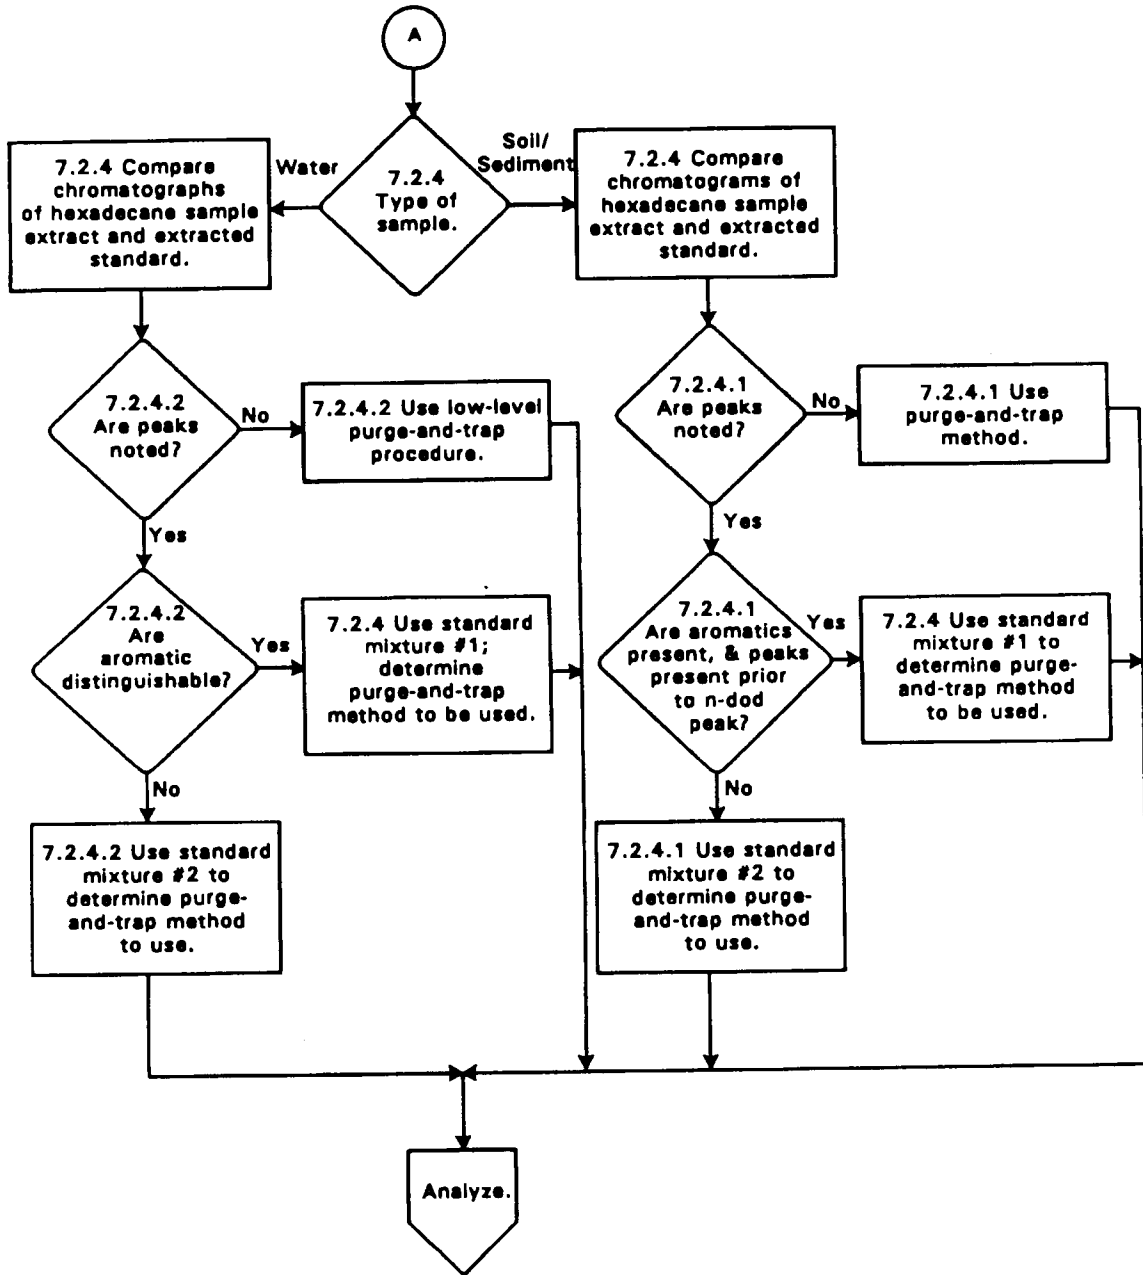 A
Water
Soil/
Sediment
7.2.4
Type of
sample.
7.2.4 Compare
chromatographs
of hexadecane sample
extract and extracted
standard.
7.2.4 Compare
chromatograms of
hexadecane sample
extract and extracted
standard.
7.2.4.2
Are peaks
noted?
No
7.2.4.2 Use low-level
purge-and-trap
procedure.
Yes
7.2.4.2
Are
aromatic
distinguishable?
Yes
7.2.4 Use standard
mixture #1;
determine
purge-and-trap
method to be used.
No
7.2.4.2 Use standard
mixture #2 to
determine purge-
and-trap method
to use.
7.2.4.1
Are peaks
noted?
No
7.2.4.1 Use
purge-and-trap
method.
Yes
7.2.4.1
Are aromatics
present, & peaks
present prior
to n-dod
peak?
Yes
7.2.4 Use standard
mixture #1 to
determine purge-
and-trap method
to be used.
No
7.2.4.1 Use standard
mixture #2 to
determine purge-
and-trap method
to use.
Analyze.